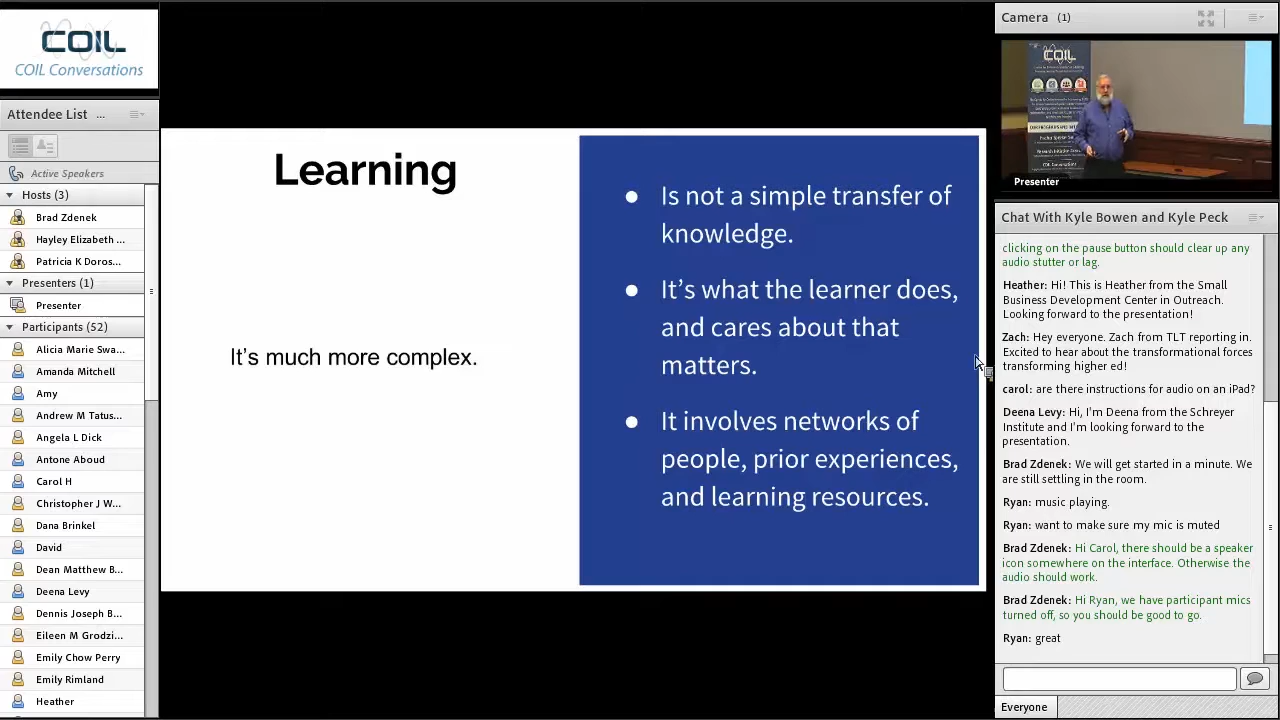 COIL
COIL Conversations
Attendee List ...
Active Speakers
Hosts (3)
Brad Zdenek
Hayley Elizabeth ...
Patricia K Doros...
Presenters (1)
Presenter
Participants (52)
Alicia Marie Swa...
Amanda Mitchell
Amy
Andrew M Tatus...
Angela L Dick
Antone Aboud
Carol H
Christopher J W...
Dana Brinkel
David
Dean Matthew B...
Deena Levy
Dennis Joseph B...
Eileen M Grodzi...
Emily Chow Perry
Emily Rimland
Heather
Learning
It’s much more complex.
● Is not a simple transfer of
knowledge.
● It’s what the learner does,
and cares about that
matters.
● It involves networks of
people, prior experiences,
and learning resources.
Camera (1)
COIL
Presenter
Chat With Kyle Bowen and Kyle Peck
clicking on the pause button should clear up any
audio stutter or lag.
Heather: Hi! This is Heather from the Small
Business Development Center in Outreach.
Looking forward to the presentation!
Zach: Hey everyone. Zach from TLT reporting in.
Excited to hear about the transformational forces
transforming higher ed!
carol: are there instructions for audio on an iPad?
Deena Levy: Hi, I'm Deena from the Schreyer
Institute and I'm looking forward to the
presentation.
Brad Zdenek: We will get started in a minute. We
are still settling in the room.
Ryan: music playing.
Ryan: want to make sure my mic is muted
Brad Zdenek: Hi Carol, there should be a speaker
icon somewhere on the interface. Otherwise the
audio should work.
Brad Zdenek: Hi Ryan, we have participant mics
turned off, so you should be good to go.
Ryan: great
Everyone